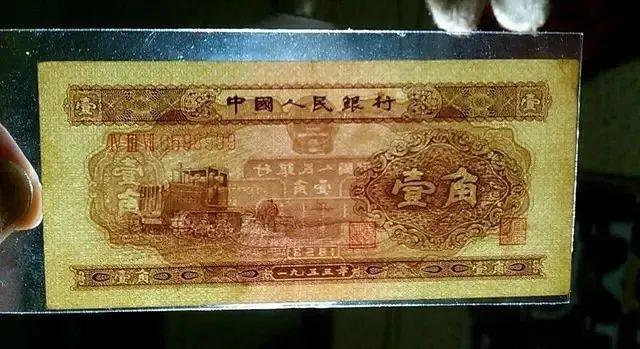 中國人民銀行
壹 壹
壹角
壹角
一九五三年
壹角 壹角